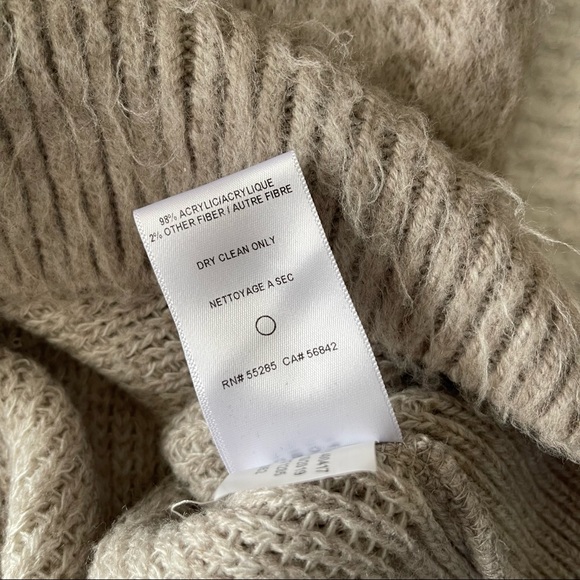 98% ACRYLIC/ACRYLIQUE
2% OTHER FIBER / AUTRE FIBRE
DRY CLEAN ONLY
NETTOYAGE A SEC
RN# 55285 CA# 56842